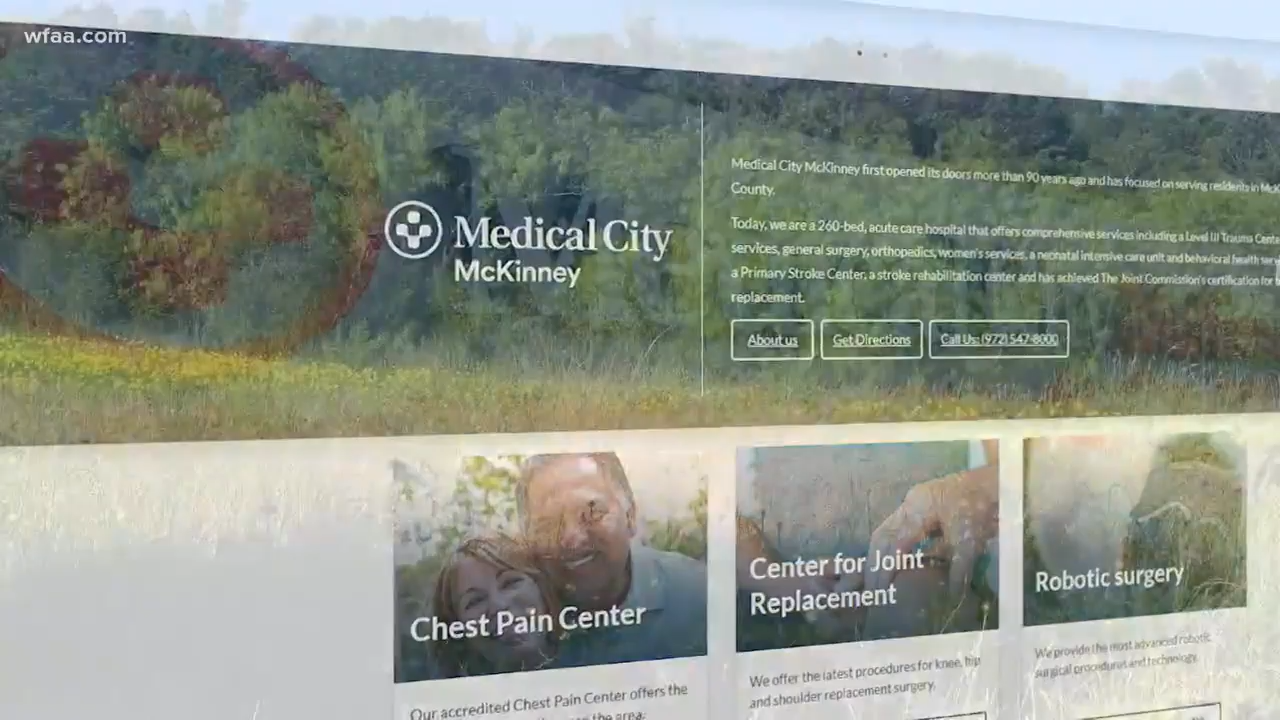 wfaa.com
Medical City
McKinney
Medical City McKinney first opened its doors more than 90 years ago and has focused on serving residents in
County.
Today, we are a 260-bed, acute care hospital that offers comprehensive services including a Level III Trauma
services, general surgery, orthopedics, women's services, a neonatal intensive care unit and behavioral health
a Primary Stroke Center, a stroke rehabilitation center and has achieved The Joint Commission's certification for
replacement.
About us
Get Directions
Call Us: (972) 547-8000
Chest Pain Center
Our accredited Chest Pain Center offers the
the area.
Center for Joint
Replacement
We offer the latest procedures for knee, hip
and shoulder replacement surgery.
Robotic surgery
We provide the most advanced robotic
surgical procedures and technology.